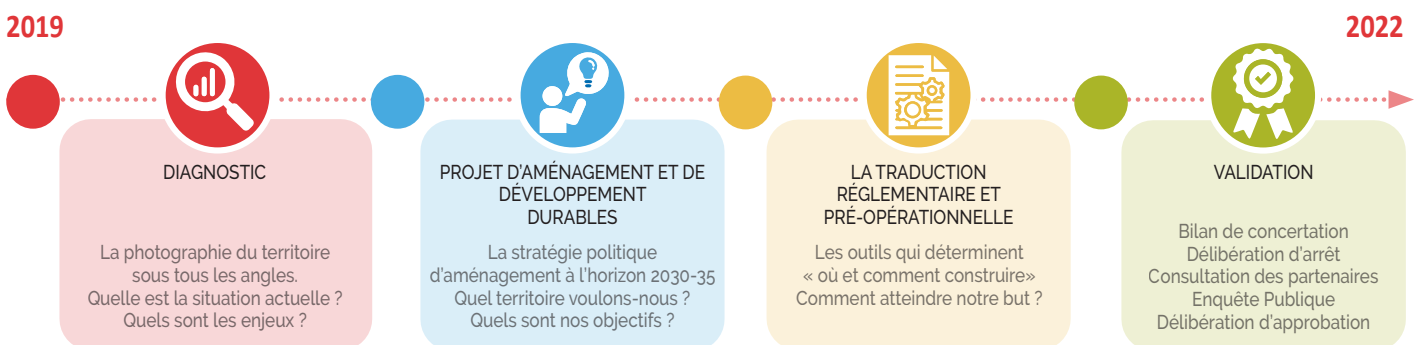 2019
2022
DIAGNOSTIC
La photographie du territoire
sous tous les angles.
Quelle est la situation actuelle ?
Quels sont les enjeux ?
PROJET D'AMÉNAGEMENT ET DE
DÉVELOPPEMENT
DURABLES
La stratégie politique
d'aménagement à l'horizon 2030-35
Quel territoire voulons-nous ?
Quels sont nos objectifs ?
LA TRADUCTION
RÉGLEMENTAIRE ET
PRÉ-OPÉRATIONNELLE
Les outils qui déterminent
« où et comment construire»
Comment atteindre notre but ?
VALIDATION
Bilan de concertation
Délibération d'arrêt
Consultation des partenaires
Enquête Publique
Délibération d'approbation